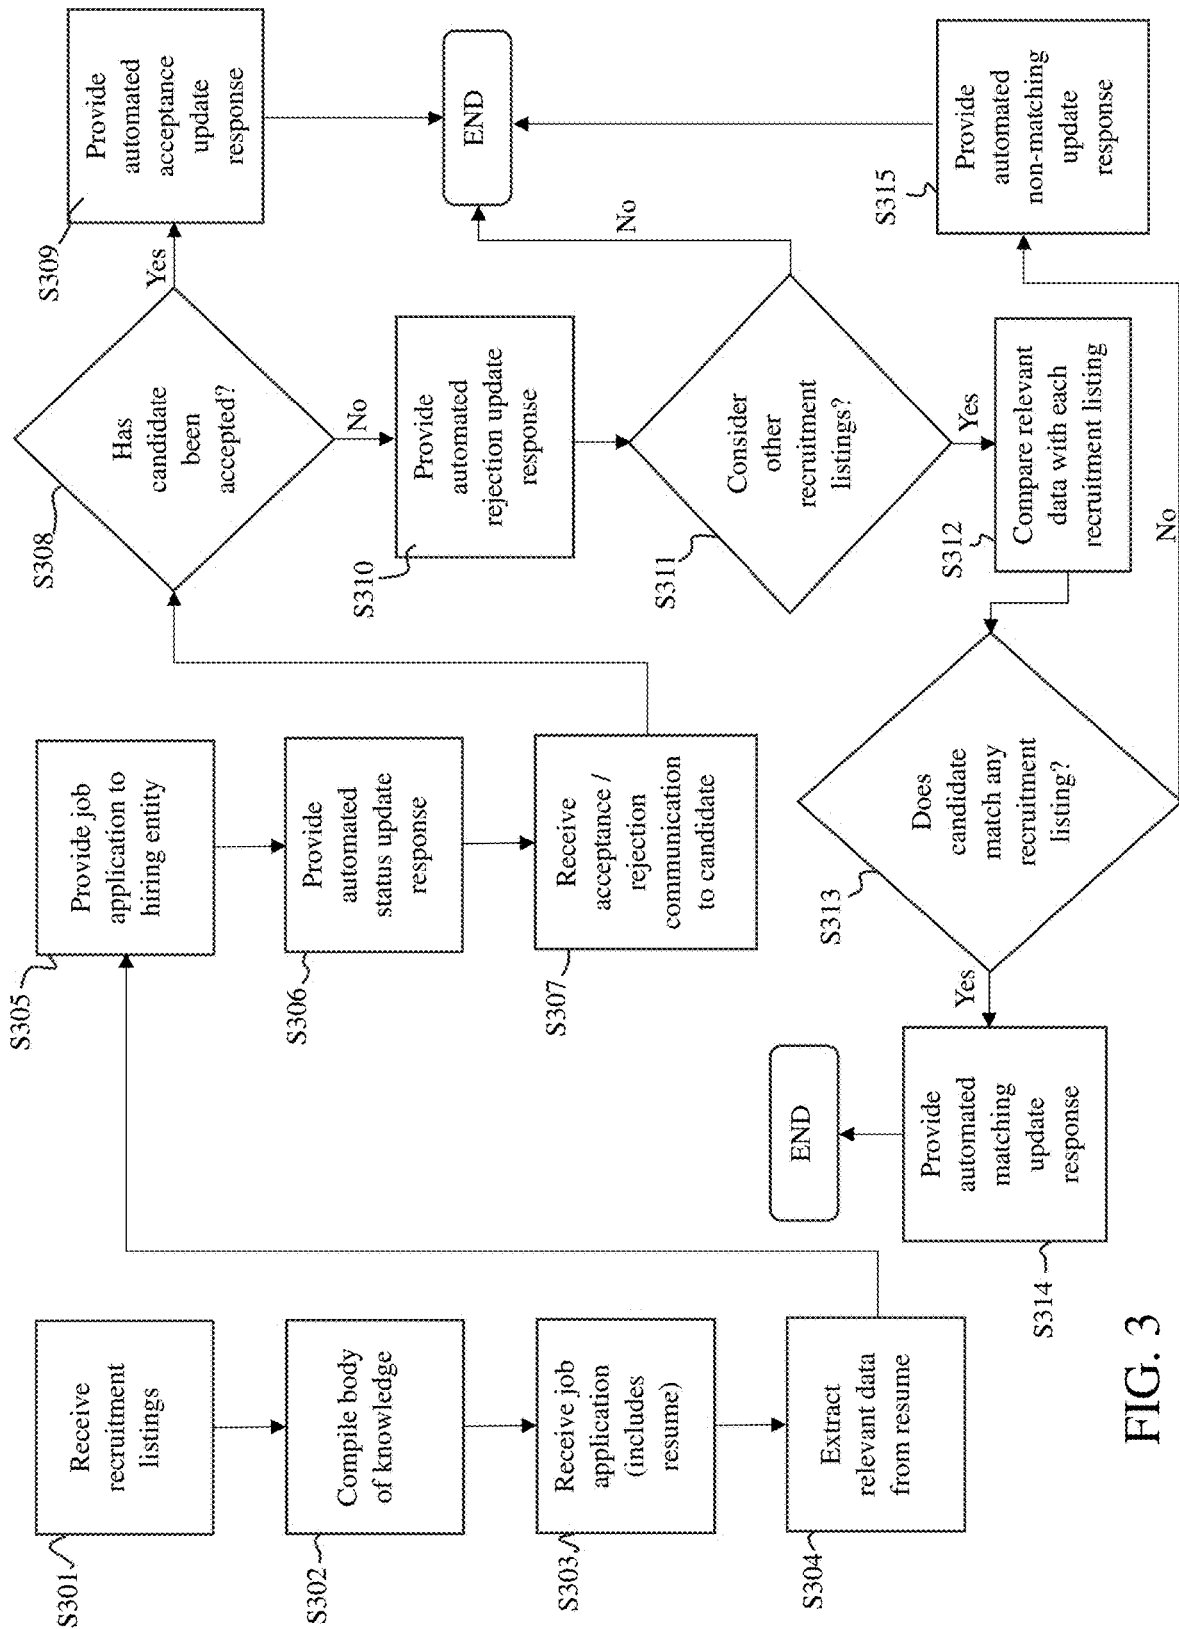 S301
Receive
recruitment
listings
S302
Compile body
of knowledge
S303
Receive job
application
(includes
resume)
S304
Extract
relevant data
from resume
S305
Provide job
application to
hiring entity
S306
Provide
automated
status update
response
S307
Receive
acceptance /
rejection
communication
to candidate
S308
Has
candidate
been
accepted?
Yes
No
S309
Provide
automated
acceptance
update
response
END
S310
Provide
automated
rejection update
response
S311
Consider
other
recruitment
listings?
No
Yes
S312
Compare relevant
data with each
recruitment listing
S313
Does
candidate
match any
recruitment
listing?
Yes
No
S314
Provide
automated
matching
update
response
END
S315
Provide
automated
non-matching
update
response
FIG. 3